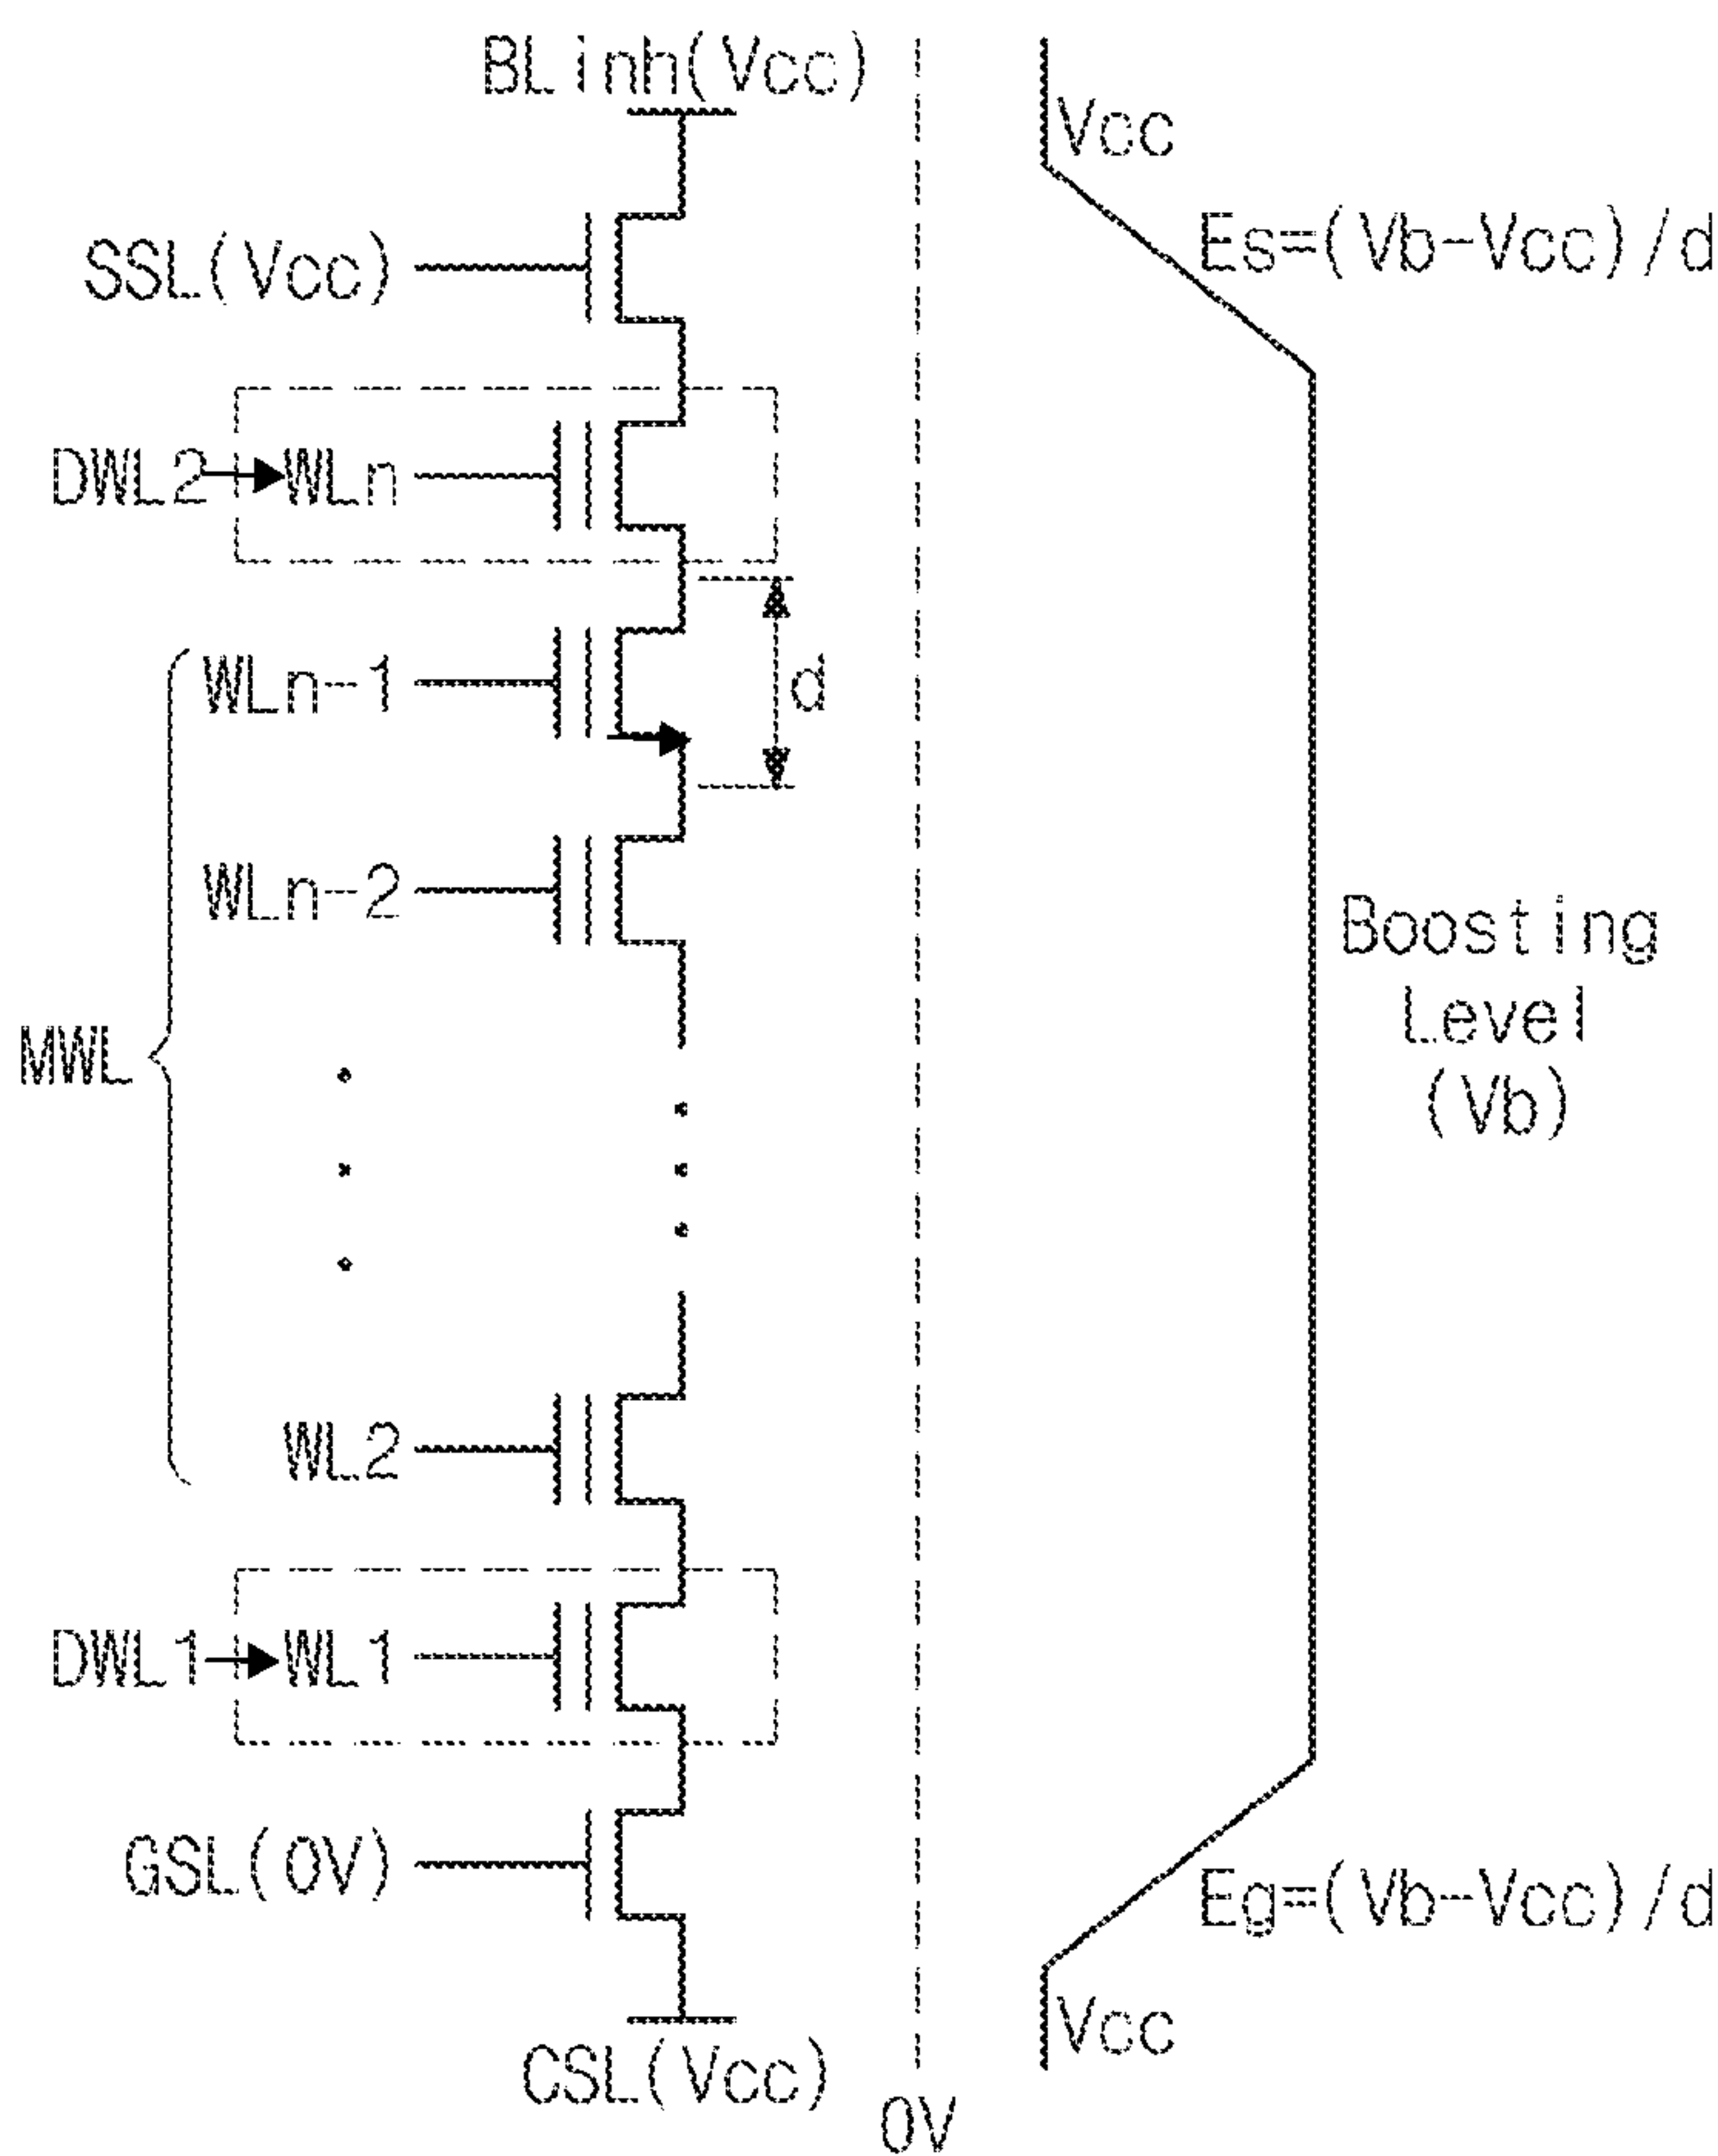 BLinh(Vcc)
Vcc
Es=(Vb-Vcc)/d
SSL(Vcc)
DWL2
WLn
WLn-1
d
WLn-2
Boosting
Level
(Vb)
MWL
WL2
DWL1
WL1
GSL(0V)
Eg=(Vb-Vcc)/d
Vcc
CSL(Vcc)
0V